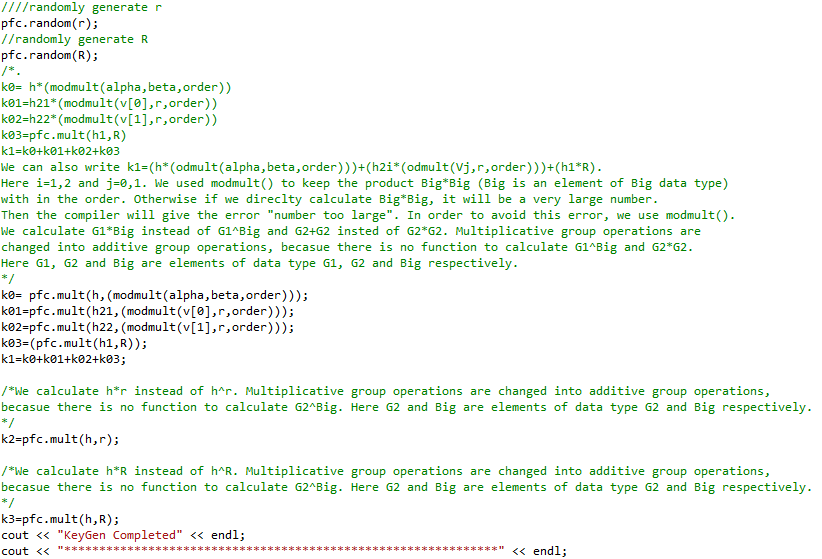 ////randomly generate r
pfc.random(r);
//randomly generate R
pfc.random(R);
/*.
k0= h*(modmult(alpha,beta,order))
k01=h21*(modmult(v[0],r,order))
k02=h22*(modmult(v[1],r,order))
k03=pfc.mult(h1,R)
k1=k0+k01+k02+k03
We can also write k1=(h*(odmult(alpha,beta,order)))+(h2i*(odmult(Vj,r,order)))+(h1*R).
Here i=1,2 and j=0,1. We used modmult() to keep the product Big*Big (Big is an element of Big data type)
with in the order. Otherwise if we direclty calculate Big*Big, it will be a very large number.
Then the compiler will give the error "number too large". In order to avoid this error, we use modmult().
We calculate G1*Big instead of G1^Big and G2+G2 insted of G2*G2. Multiplicative group operations are
changed into additive group operations, becasue there is no function to calculate G1^Big and G2*G2.
Here G1, G2 and Big are elements of data type G1, G2 and Big respectively.
*/
k0= pfc.mult(h,(modmult(alpha,beta,order)));
k01=pfc.mult(h21,(modmult(v[0],r,order)));
k02=pfc.mult(h22,(modmult(v[1],r,order)));
k03=(pfc.mult(h1,R));
k1=k0+k01+k02+k03;
/*We calculate h*r instead of h^r. Multiplicative group operations are changed into additive group operations,
becasue there is no function to calculate G2^Big. Here G2 and Big are elements of data type G2 and Big respectively.
*/
k2=pfc.mult(h,r);
/*We calculate h*R instead of h^R. Multiplicative group operations are changed into additive group operations,
becasue there is no function to calculate G2^Big. Here G2 and Big are elements of data type G2 and Big respectively.
*/
k3=pfc.mult(h,R);
cout << "KeyGen Completed" << endl;
cout << "**************************************************************" << endl;